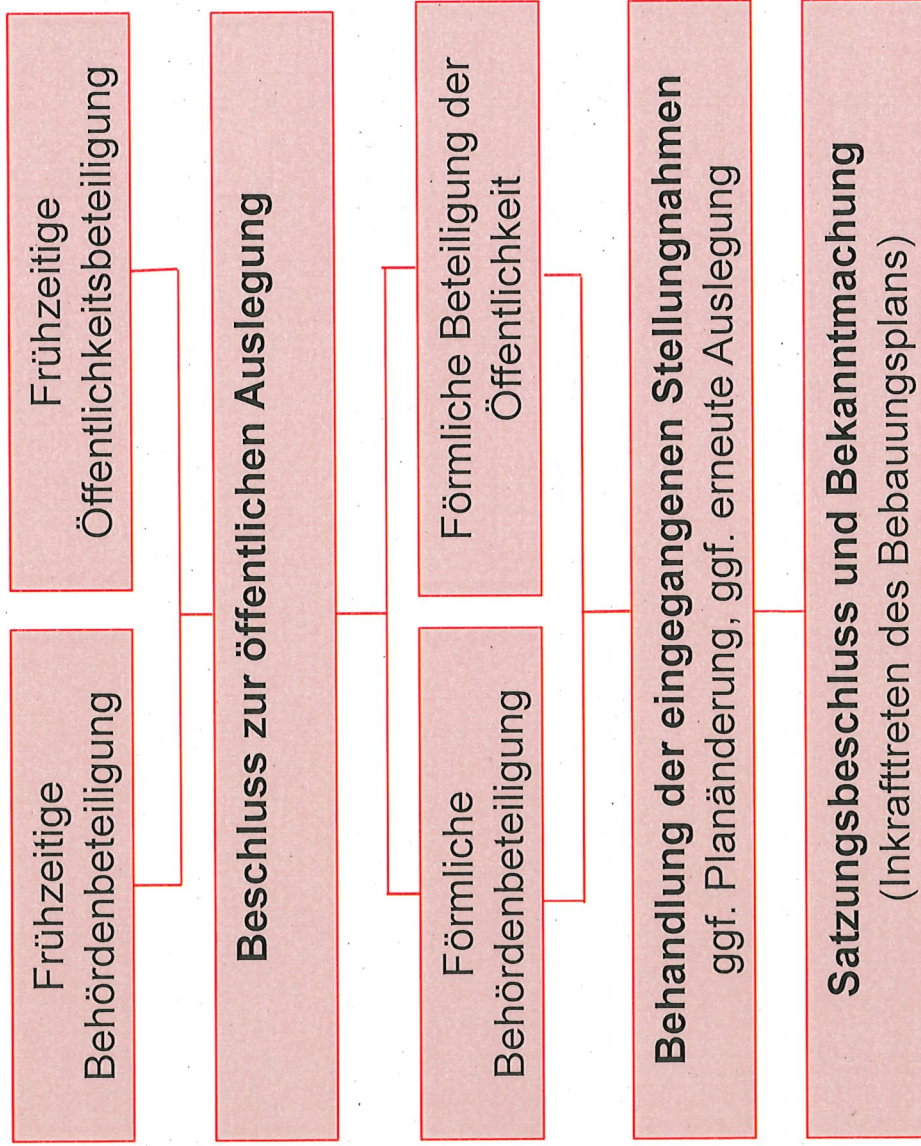 Frühzeitige
Behördenbeteiligung
Frühzeitige
Öffentlichkeitsbeteiligung
Beschluss zur öffentlichen Auslegung
Förmliche
Behördenbeteiligung
Förmliche Beteiligung der
Öffentlichkeit
Behandlung der eingegangenen Stellungnahmen
ggf. Planänderung, ggf. erneute Auslegung
Satzungsbeschluss und Bekanntmachung
(Inkrafttreten des Bebauungsplans)